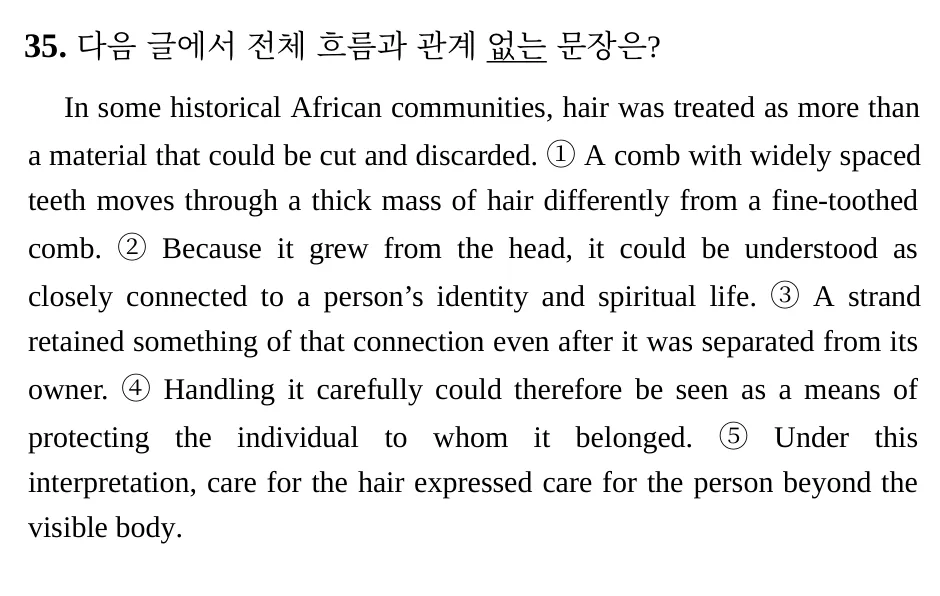 35. 다음 글에서 전체 흐름과 관계 없는 문장은?
In some historical African communities, hair was treated as more than
a material that could be cut and discarded. ① A comb with widely spaced
teeth moves through a thick mass of hair differently from a fine-toothed
comb. ② Because it grew from the head, it could be understood as
closely connected to a person’s identity and spiritual life. ③ A strand
retained something of that connection even after it was separated from its
owner. ④ Handling it carefully could therefore be seen as a means of
protecting the individual to whom it belonged. ⑤ Under this
interpretation, care for the hair expressed care for the person beyond the
visible body.